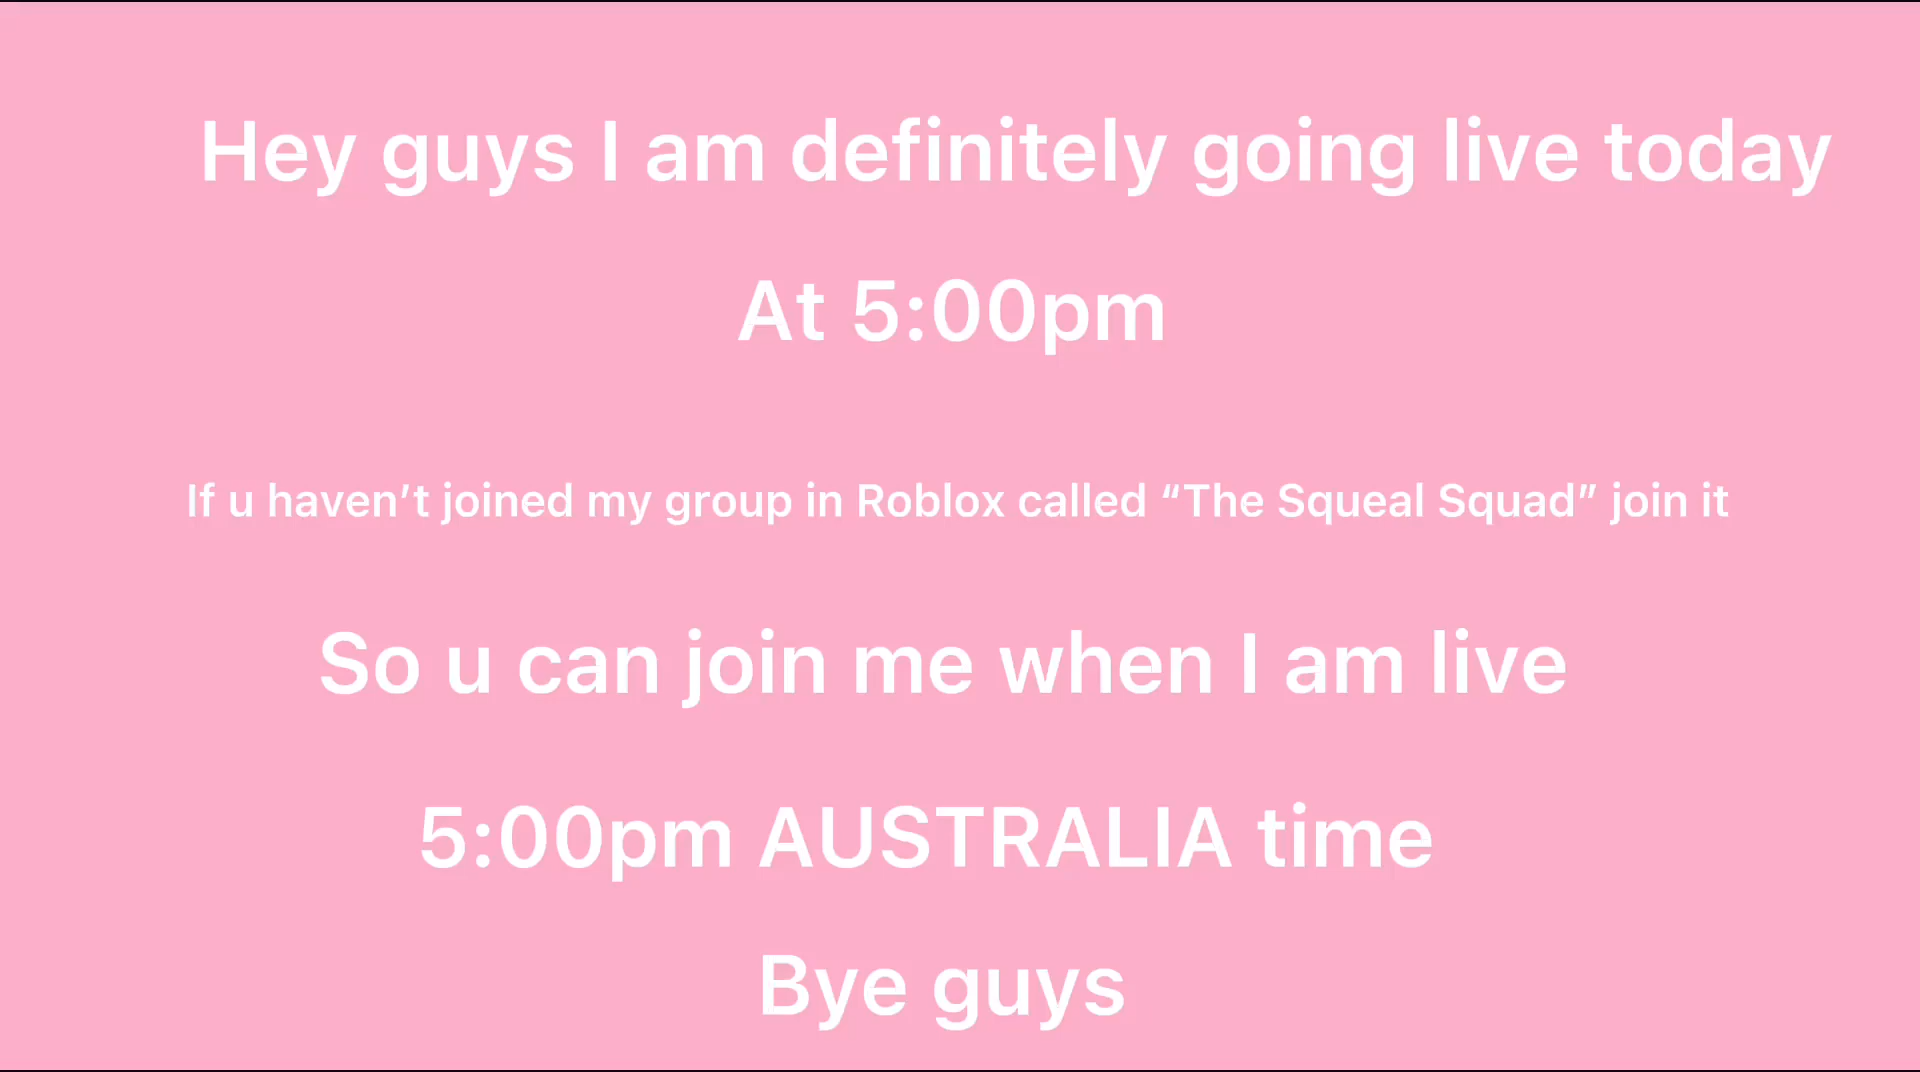 Hey guys I am definitely going live today
At 5:00pm
If u haven’t joined my group in Roblox called “The Squeal Squad” join it
So u can join me when I am live
5:00pm AUSTRALIA time
Bye guys